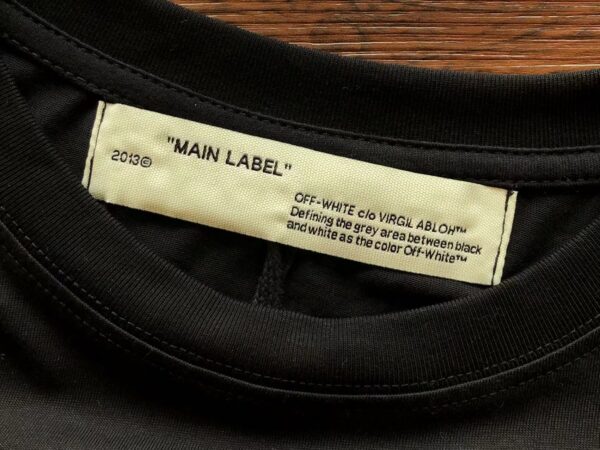 "MAIN LABEL"
2013©
OFF-WHITE c/o VIRGIL ABLOH™
Defining the grey area between black
and white as the color Off-White™